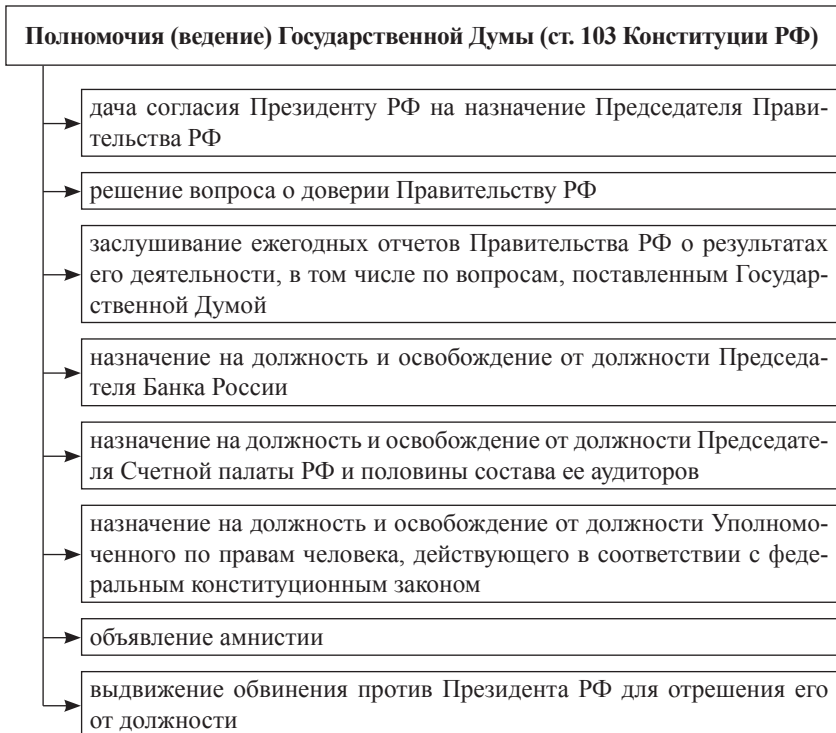 Полномочия (ведение) Государственной Думы (ст. 103 Конституции РФ)
дача согласия Президенту РФ на назначение Председателя Прави-
тельства РФ
решение вопроса о доверии Правительству РФ
заслушивание ежегодных отчетов Правительства РФ о результатах
его деятельности, в том числе по вопросам, поставленным Государ-
ственной Думой
назначение на должность и освобождение от должности Председа-
теля Банка России
назначение на должность и освобождение от должности Председате-
ля Счетной палаты РФ и половины состава ее аудиторов
назначение на должность и освобождение от должности Уполномо-
ченного по правам человека, действующего в соответствии с феде-
ральным конституционным законом
объявление амнистии
выдвижение обвинения против Президента РФ для отрешения его
от должности